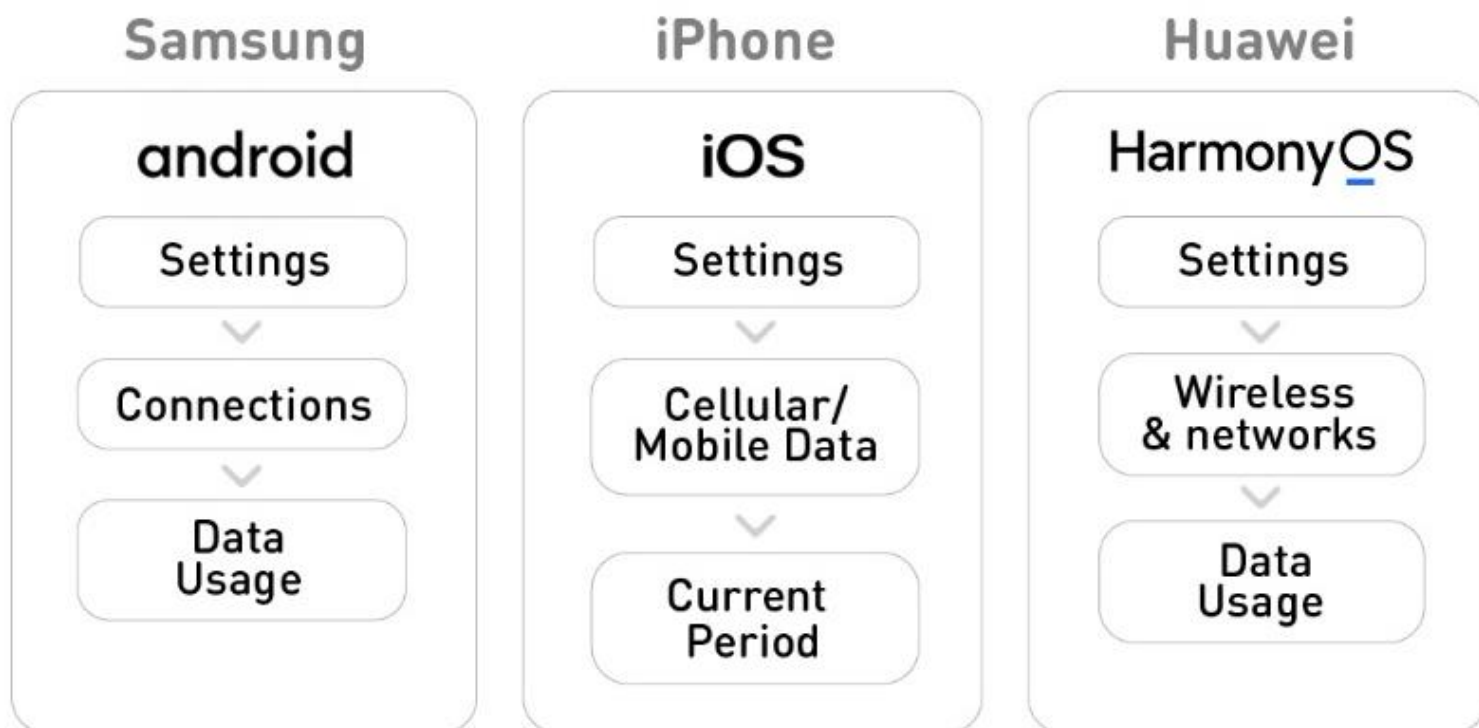 Samsung
android
Settings
Connections
Data
Usage
iPhone
iOS
Settings
Cellular/
Mobile Data
Current
Period
Huawei
HarmonyOS
Settings
Wireless
& networks
Data
Usage